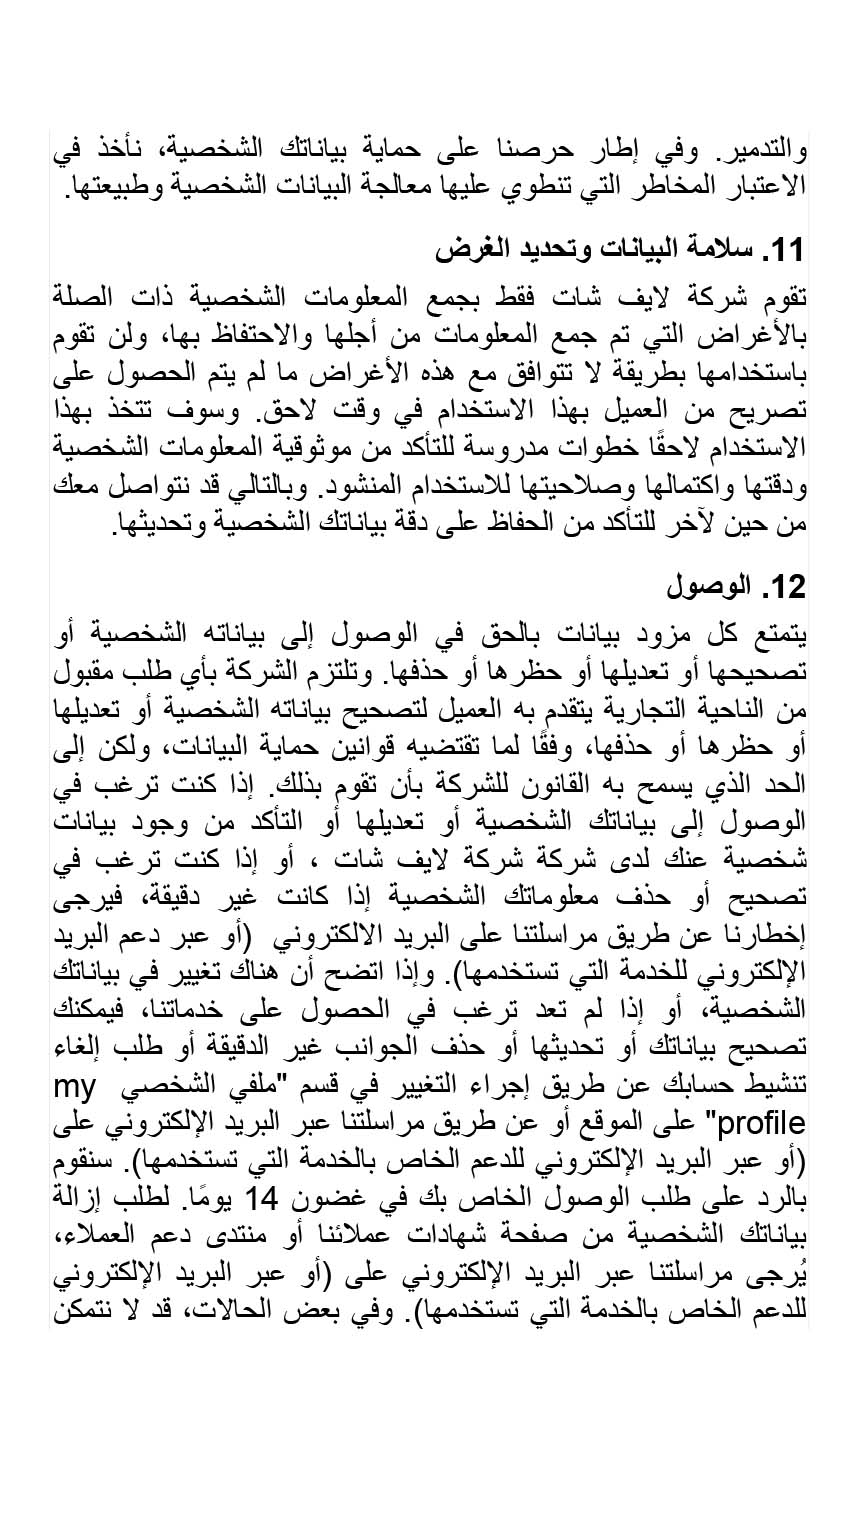 والتدمير. وفي إطار حرصنا على حماية بياناتك الشخصية، نأخذ في
الاعتبار المخاطر التي تنطوي عليها معالجة البيانات الشخصية وطبيعتها.
11. سلامة البيانات وتحديد الغرض
تقوم شركة لايف شات فقط بجمع المعلومات الشخصية ذات الصلة
بالأغراض التي تم جمع المعلومات من أجلها والاحتفاظ بها، ولن تقوم
باستخدامها بطريقة لا تتوافق مع هذه الأغراض ما لم يتم الحصول على
تصريح من العميل بهذا الاستخدام في وقت لاحق. وسوف تتخذ بهذا
الاستخدام لاحقًا خطوات مدروسة للتأكد من موثوقية المعلومات الشخصية
ودقتها واكتمالها وصلاحيتها للاستخدام المنشود. وبالتالي قد نتواصل معك
من حين لآخر للتأكد من الحفاظ على دقة بياناتك الشخصية وتحديثها.
12. الوصول
يتمتع كل مزود بيانات بالحق في الوصول إلى بياناته الشخصية أو
تصحيحها أو تعديلها أو حظرها أو حذفها. وتلتزم الشركة بأي طلب مقبول
من الناحية التجارية يتقدم به العميل لتصحيح بياناته الشخصية أو تعديلها
أو حظرها أو حذفها، وفقًا لما تقتضيه قوانين حماية البيانات، ولكن إلى
الحد الذي يسمح به القانون للشركة بأن تقوم بذلك. إذا كنت ترغب في
الوصول إلى بياناتك الشخصية أو تعديلها أو التأكد من وجود بيانات
شخصية عنك لدى شركة شركة لايف شات ، أو إذا كنت ترغب في
تصحيح أو حذف معلوماتك الشخصية إذا كانت غير دقيقة، فيرجى
إخطارنا عن طريق مراسلتنا على البريد الالكتروني (أو عبر دعم البريد
الإلكتروني للخدمة التي تستخدمها). وإذا اتضح أن هناك تغيير في بياناتك
الشخصية، أو إذا لم تعد ترغب في الحصول على خدماتنا، فيمكنك
تصحيح بياناتك أو تحديثها أو حذف الجوانب غير الدقيقة أو طلب إلغاء
تنشيط حسابك عن طريق إجراء التغيير في قسم "ملفي الشخصي my
profile" على الموقع أو عن طريق مراسلتنا عبر البريد الإلكتروني على
(أو عبر البريد الإلكتروني للدعم الخاص بالخدمة التي تستخدمها). سنقوم
بالرد على طلب الوصول الخاص بك في غضون 14 يومًا. لطلب إزالة
بياناتك الشخصية من صفحة شهادات عملائنا أو منتدى دعم العملاء،
يُرجى مراسلتنا عبر البريد الإلكتروني على (أو عبر البريد الإلكتروني
للدعم الخاص بالخدمة التي تستخدمها). وفي بعض الحالات، قد لا نتمكن